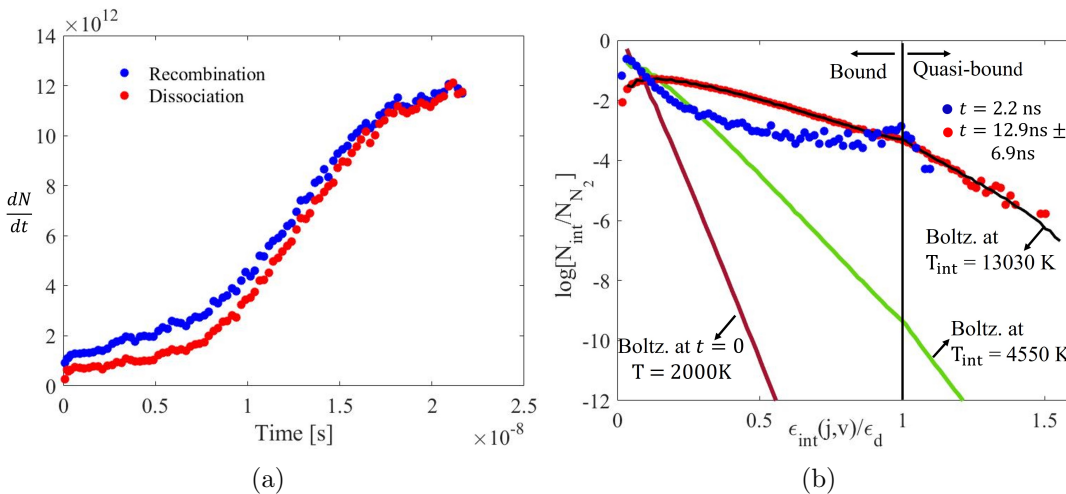 ×10¹²
14
12
10
8
6
4
2
0
dN
dt
Recombination
Dissociation
0
0.5
1
1.5
2
2.5
Time [s]
×10⁻⁸
(a)
0
-2
-4
-6
-8
-10
-12
log[N_int/N_N₂]
Bound
Quasi-bound
t = 2.2 ns
t = 12.9ns ±
6.9ns
Boltz. at
T_int = 13030 K
Boltz. at t = 0
T = 2000K
Boltz. at
T_int = 4550 K
0
0.5
1
1.5
ϵ_int(j,v)/ϵ_d
(b)